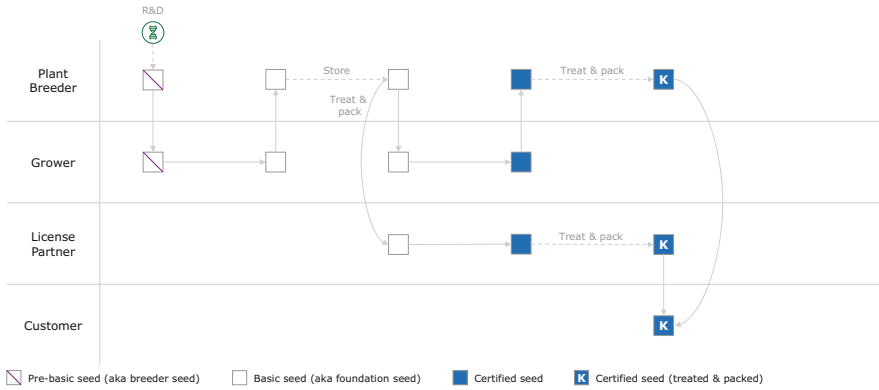 R&D
Plant
Breeder
Store
Treat &
pack
Treat & pack
K
Grower
License
Partner
Treat & pack
K
Customer
K
Pre-basic seed (aka breeder seed)
Basic seed (aka foundation seed)
Certified seed
K
Certified seed (treated & packed)